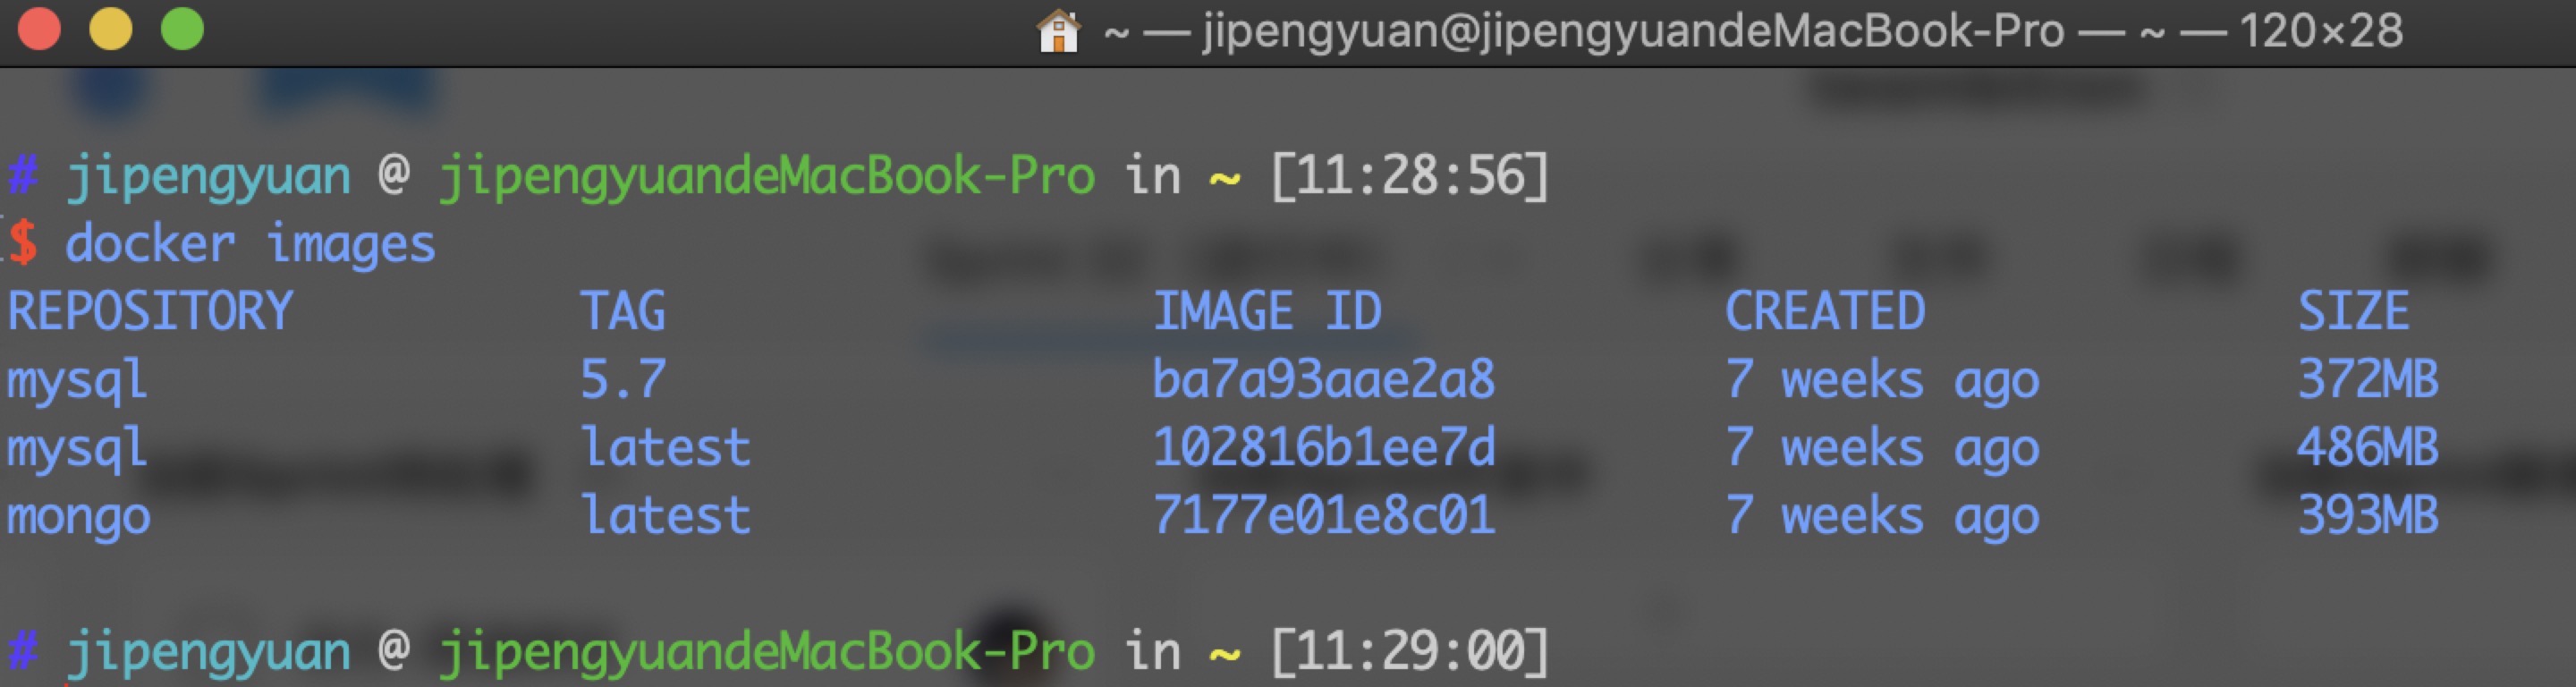 ~ — jipengyuan@jipengyuandeMacBook-Pro — ~ — 120×28
# jipengyuan @ jipengyuandeMacBook-Pro in ~ [11:28:56]
$ docker images
REPOSITORY TAG IMAGE ID CREATED SIZE
mysql 5.7 ba7a93aae2a8 7 weeks ago 372MB
mysql latest 102816b1ee7d 7 weeks ago 486MB
mongo latest 7177e01e8c01 7 weeks ago 393MB
# jipengyuan @ jipengyuandeMacBook-Pro in ~ [11:29:00]